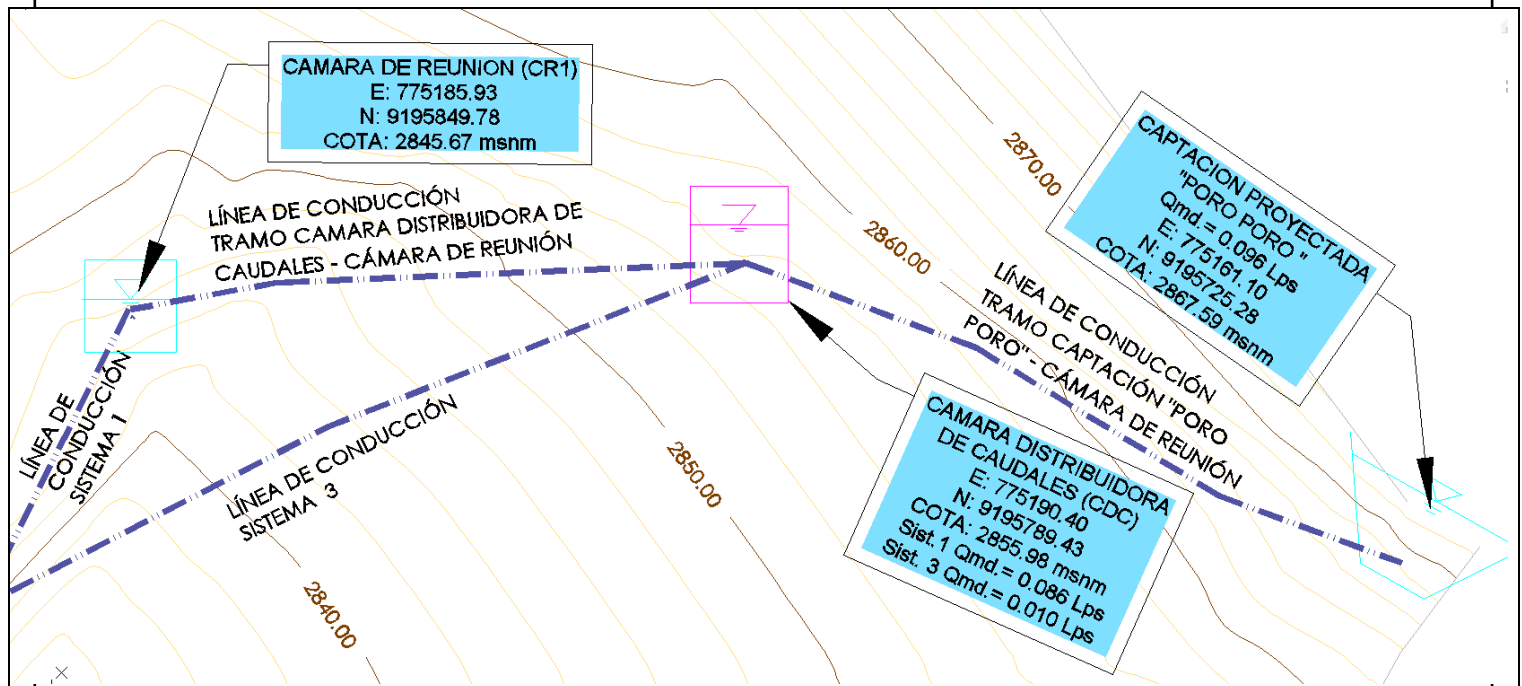 CAMARA DE REUNION (CR1)
E: 775185.93
N: 9195849.78
COTA: 2845.67 msnm
LÍNEA DE CONDUCCIÓN
TRAMO CAMARA DISTRIBUIDORA DE
CAUDALES - CÁMARA DE REUNIÓN
2870.00
2860.00
CAPTACION PROYECTADA
"PORO PORO "
Qmd.= 0.096 Lps
E: 775161.10
N: 9195725.28
COTA: 2867.59 msnm
LÍNEA DE CONDUCCIÓN
TRAMO CAPTACIÓN "PORO
PORO" - CÁMARA DE REUNIÓN
LÍNEA DE
CONDUCCIÓN
SISTEMA 1
LÍNEA DE CONDUCCIÓN
SISTEMA 3
2850.00
CAMARA DISTRIBUIDORA
DE CAUDALES (CDC)
E: 775190.40
N: 9195789.43
COTA: 2855.98 msnm
Sist.1 Qmd.= 0.086 Lps
Sist. 3 Qmd.= 0.010 Lps
2840.00